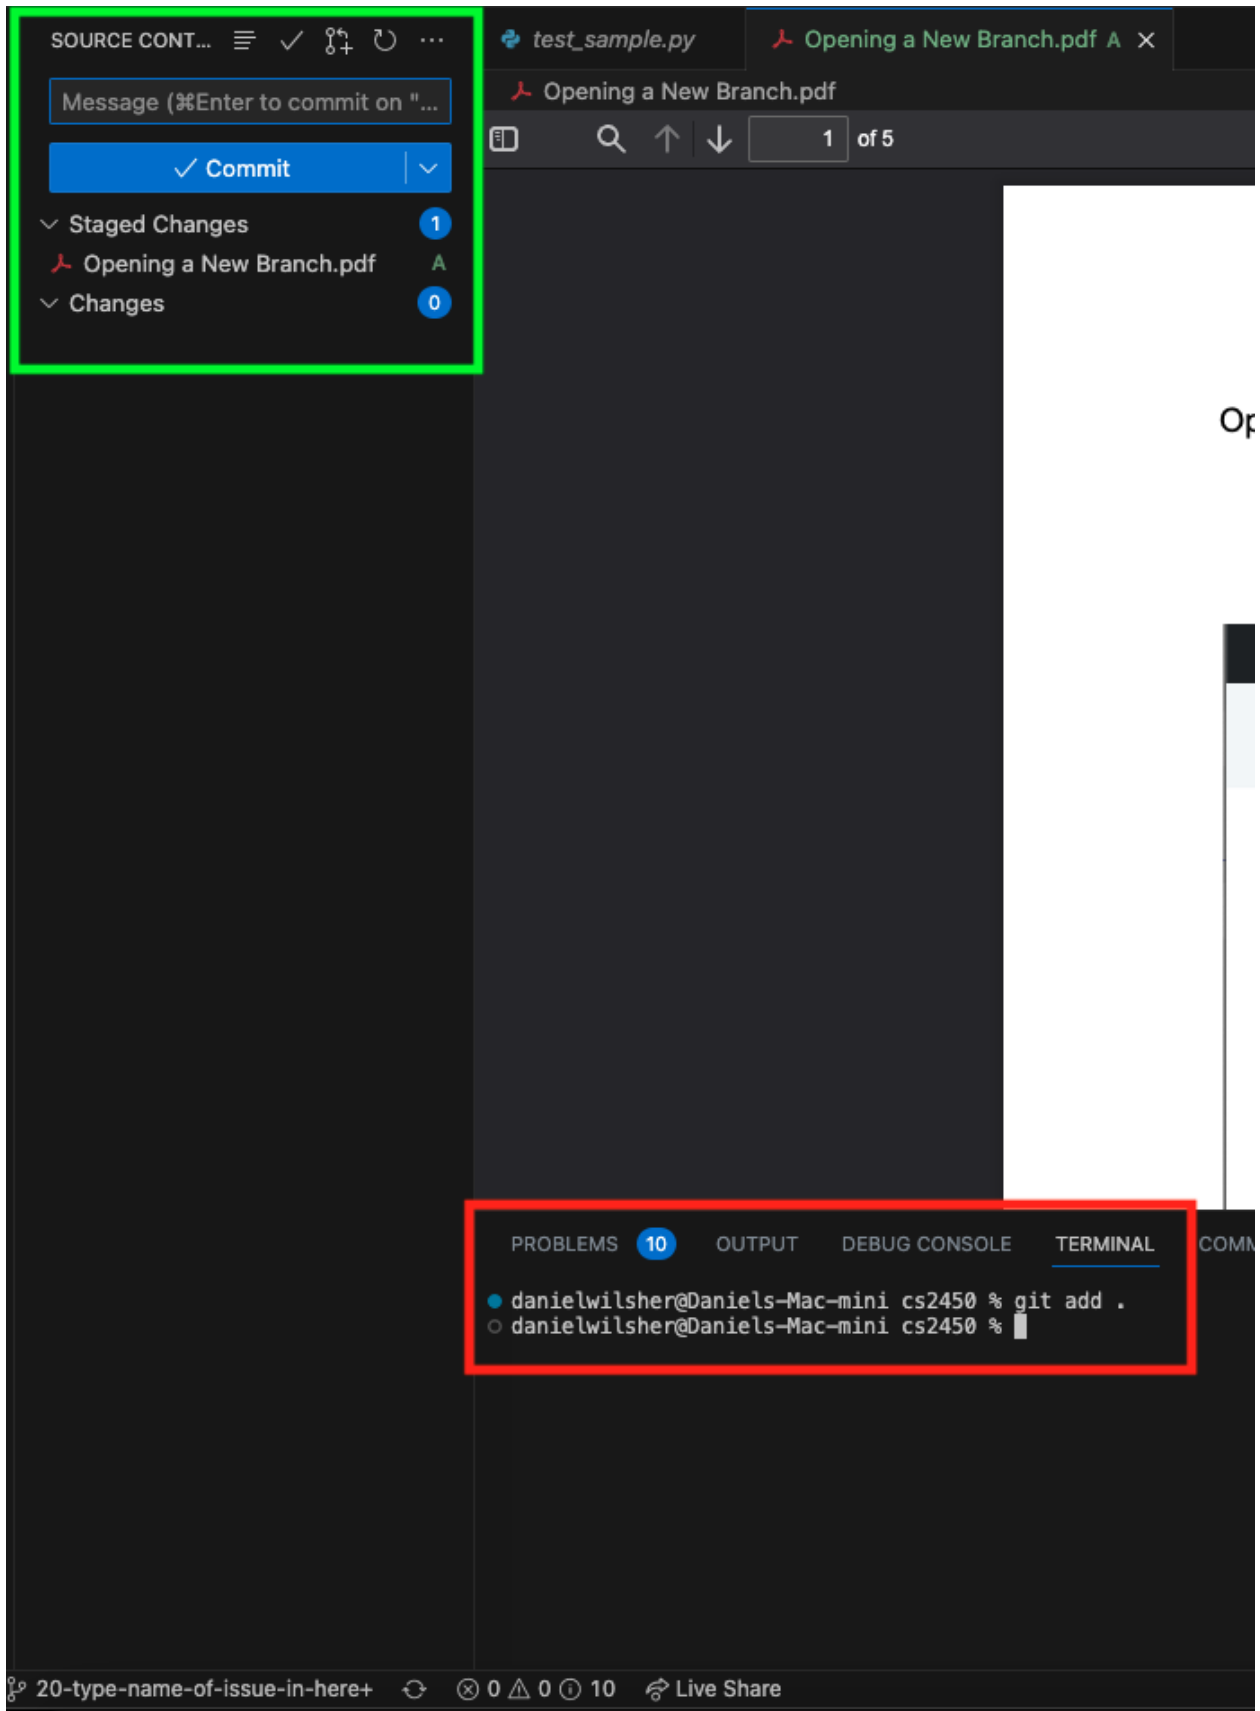 SOURCE CONT...
Message (⌘Enter to commit on "...
Commit
Staged Changes 1
Opening a New Branch.pdf A
Changes 0
test_sample.py
Opening a New Branch.pdf A
Opening a New Branch.pdf
1 of 5
Op
PROBLEMS 10 OUTPUT DEBUG CONSOLE TERMINAL COMM
danielwilsher@Daniels-Mac-mini cs2450 % git add .
danielwilsher@Daniels-Mac-mini cs2450 %
20-type-name-of-issue-in-here+ 0 0 10 Live Share